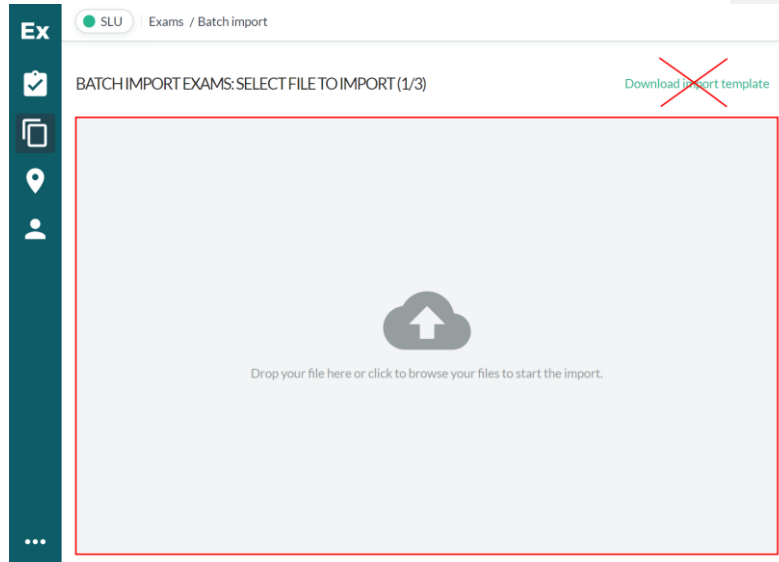 Ex
SLU Exams / Batch import
BATCH IMPORT EXAMS: SELECT FILE TO IMPORT (1/3)
Download import template
Drop your file here or click to browse your files to start the import.